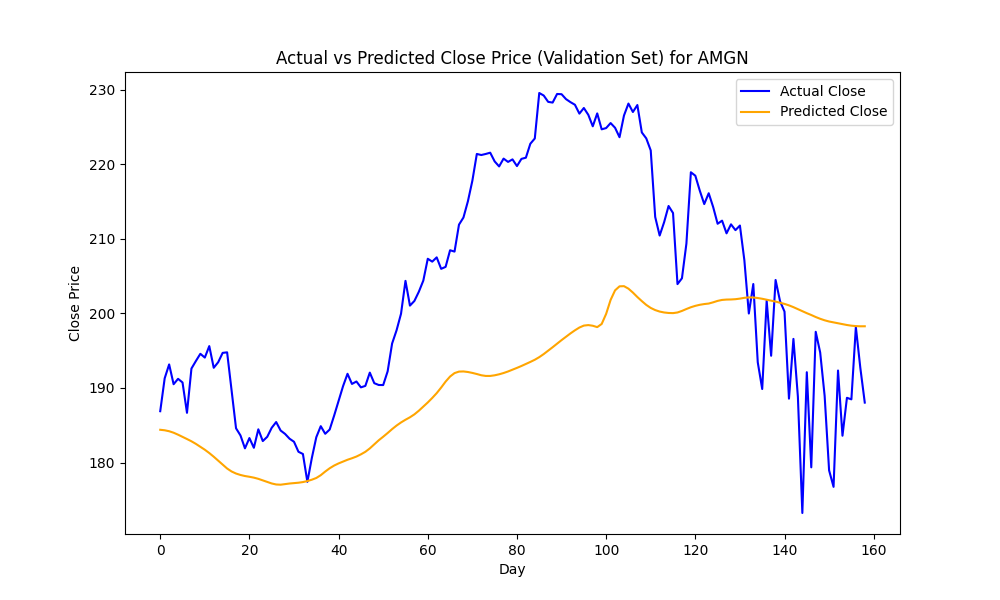 Actual vs Predicted Close Price (Validation Set) for AMGN
Actual Close
Predicted Close
Close Price
230
220
210
200
190
180
0 20 40 60 80 100 120 140 160
Day